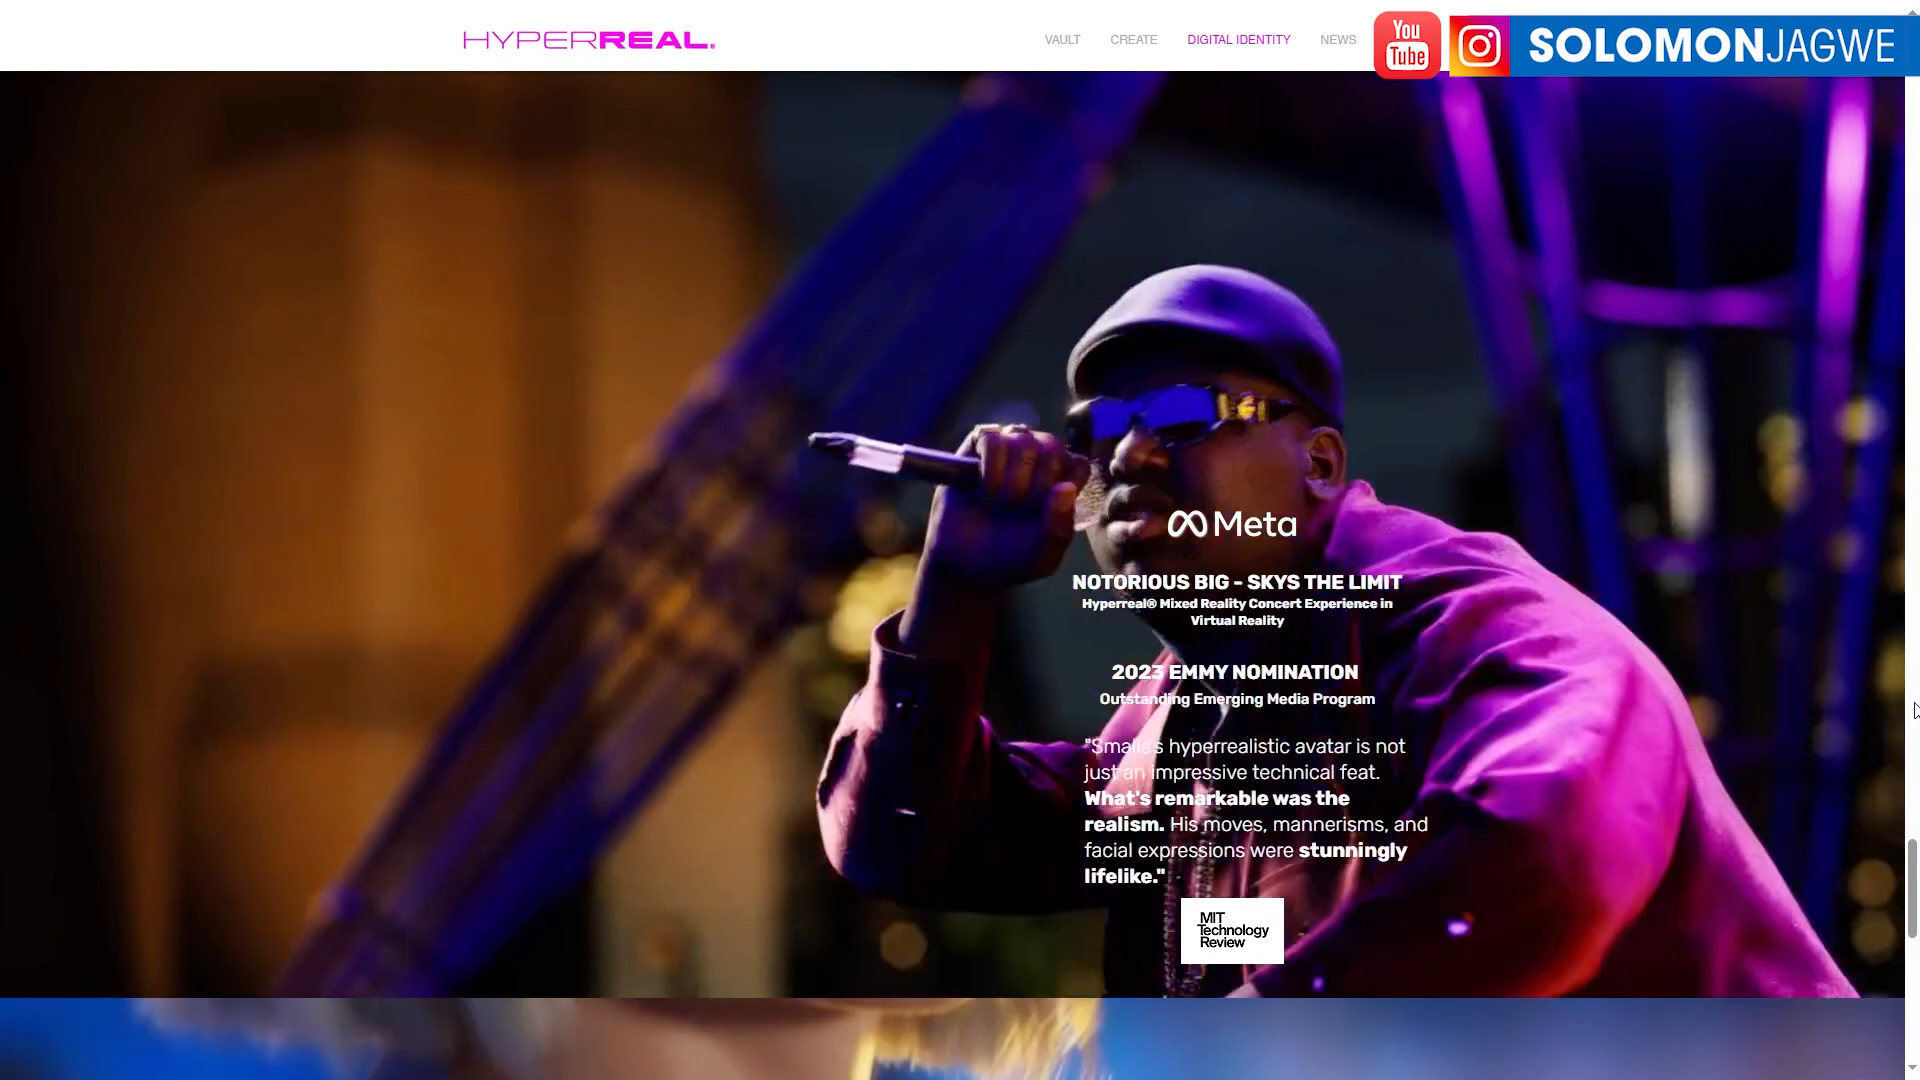 HYPERREAL.
VAULT CREATE DIGITAL IDENTITY NEWS
You
Tube
SOLOMONJAGWE
Meta
NOTORIOUS BIG - SKYS THE LIMIT
Hyperreal® Mixed Reality Concert Experience in
Virtual Reality
2023 EMMY NOMINATION
Outstanding Emerging Media Program
"Smalls's hyperrealistic avatar is not
just an impressive technical feat.
What's remarkable was the
realism. His moves, mannerisms, and
facial expressions were stunningly
lifelike."
MIT
Technology
Review